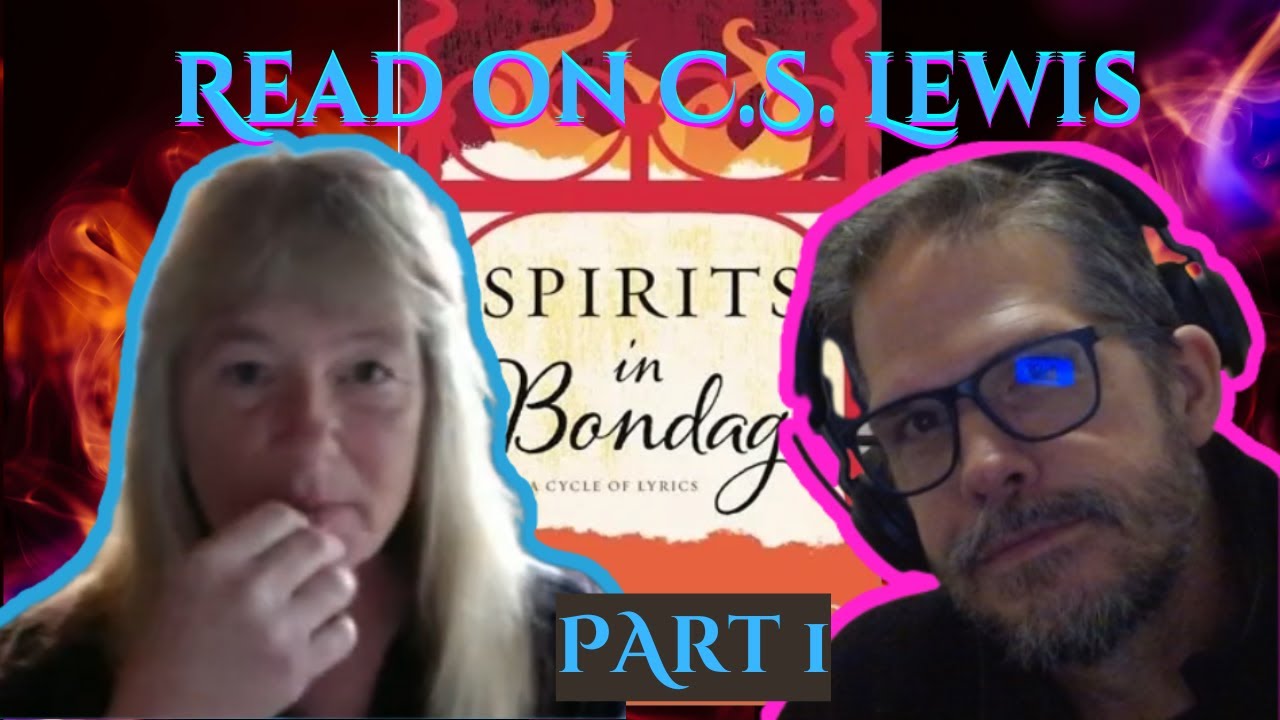 READ ON C.S. LEWIS
SPIRITS
in
Bondag
A CYCLE OF LYRICS
PART 1